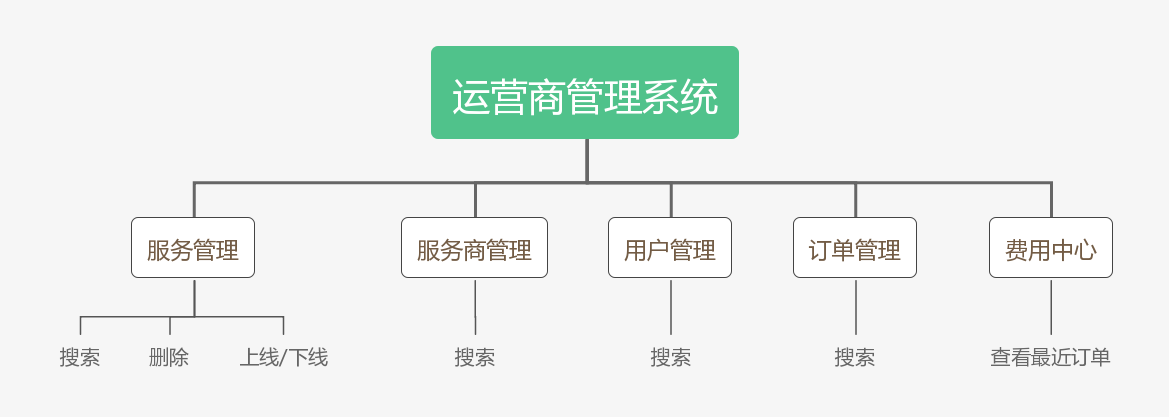 运营商管理系统
服务管理
服务商管理
用户管理
订单管理
费用中心
搜索
删除
上线/下线
搜索
搜索
搜索
查看最近订单